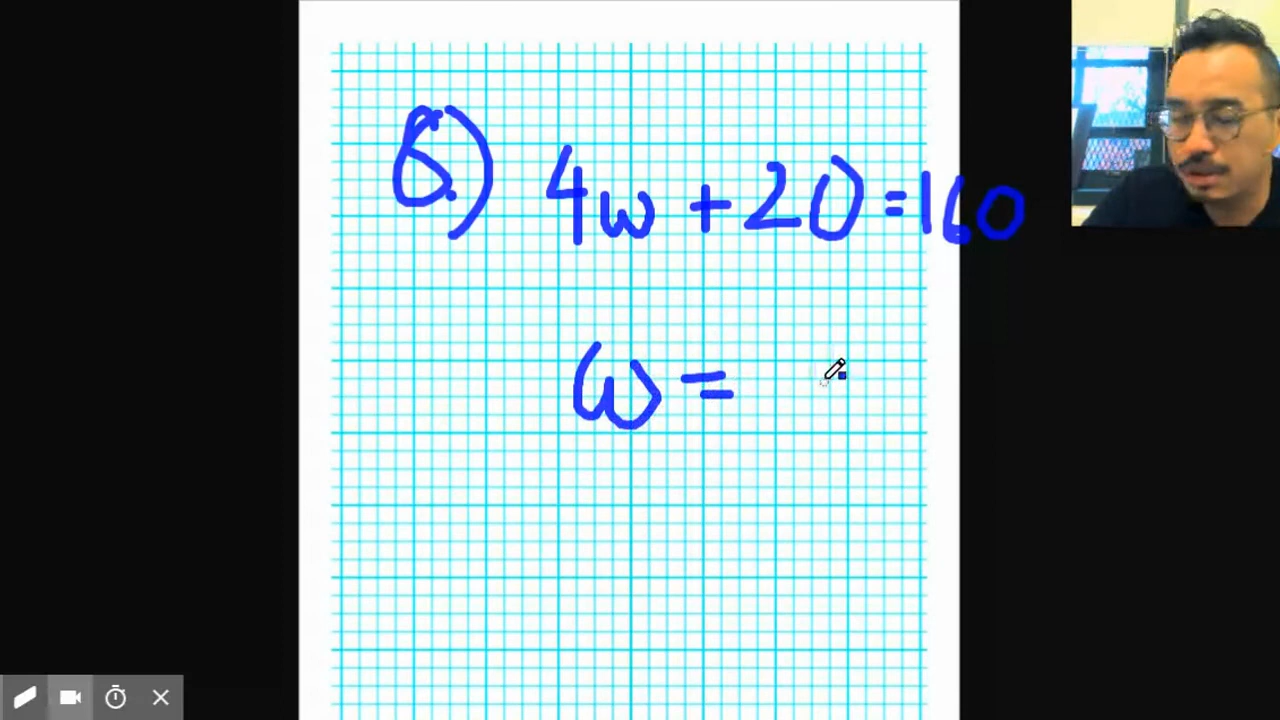 6) 4w + 20 = 160
w =